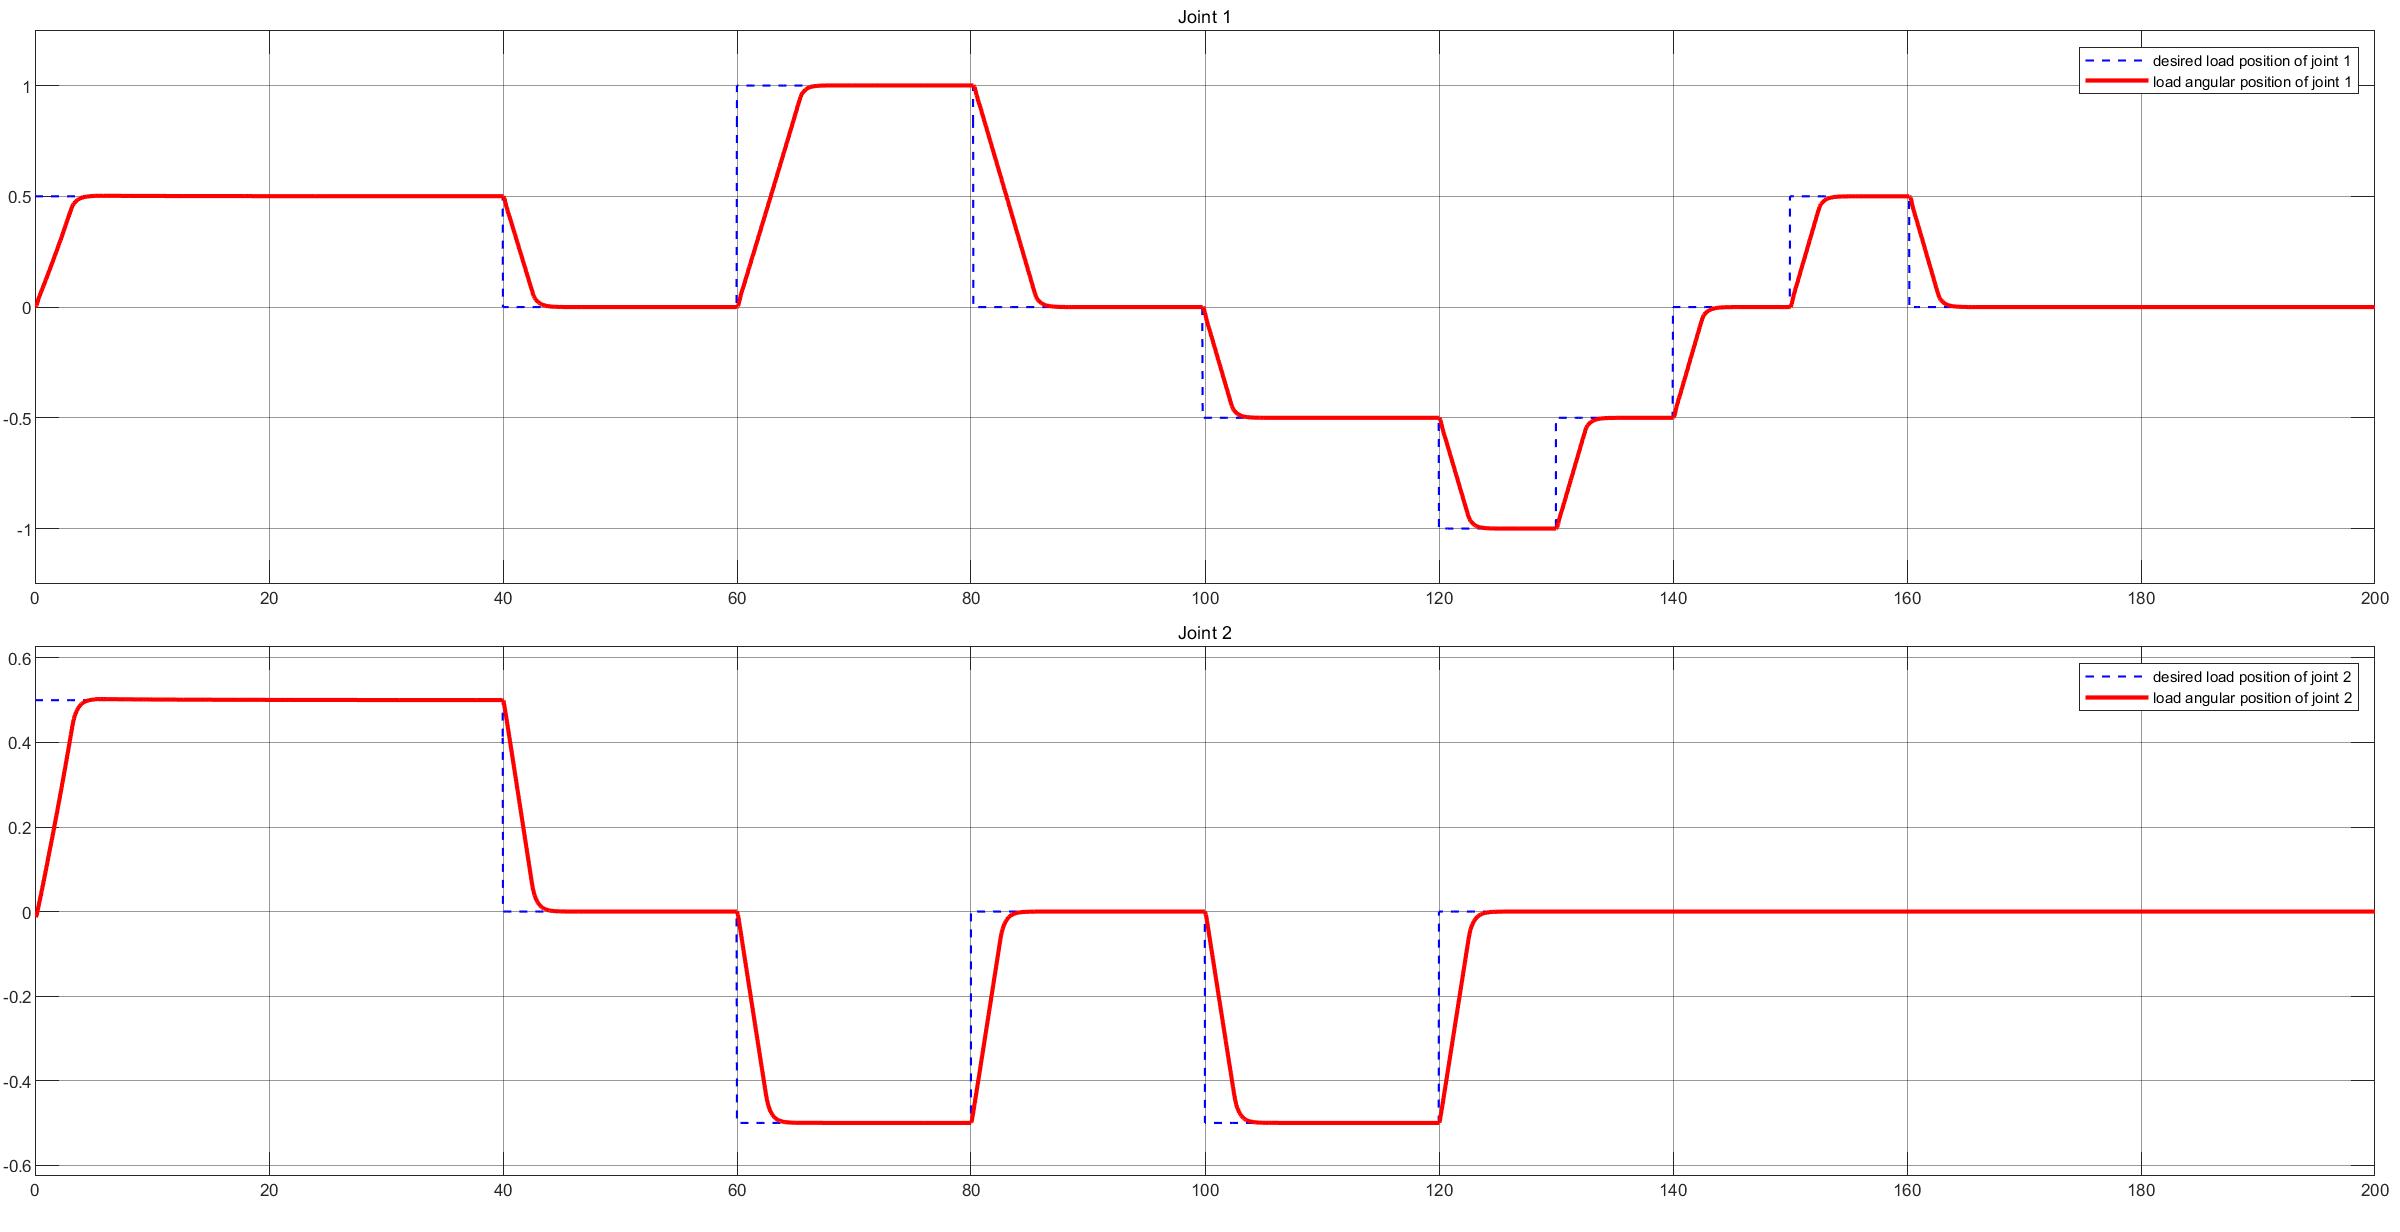 Joint 1
desired load position of joint 1
load angular position of joint 1
1
0.5
0
-0.5
-1
0 20 40 60 80 100 120 140 160 180 200
Joint 2
desired load position of joint 2
load angular position of joint 2
0.6
0.4
0.2
0
-0.2
-0.4
-0.6
0 20 40 60 80 100 120 140 160 180 200